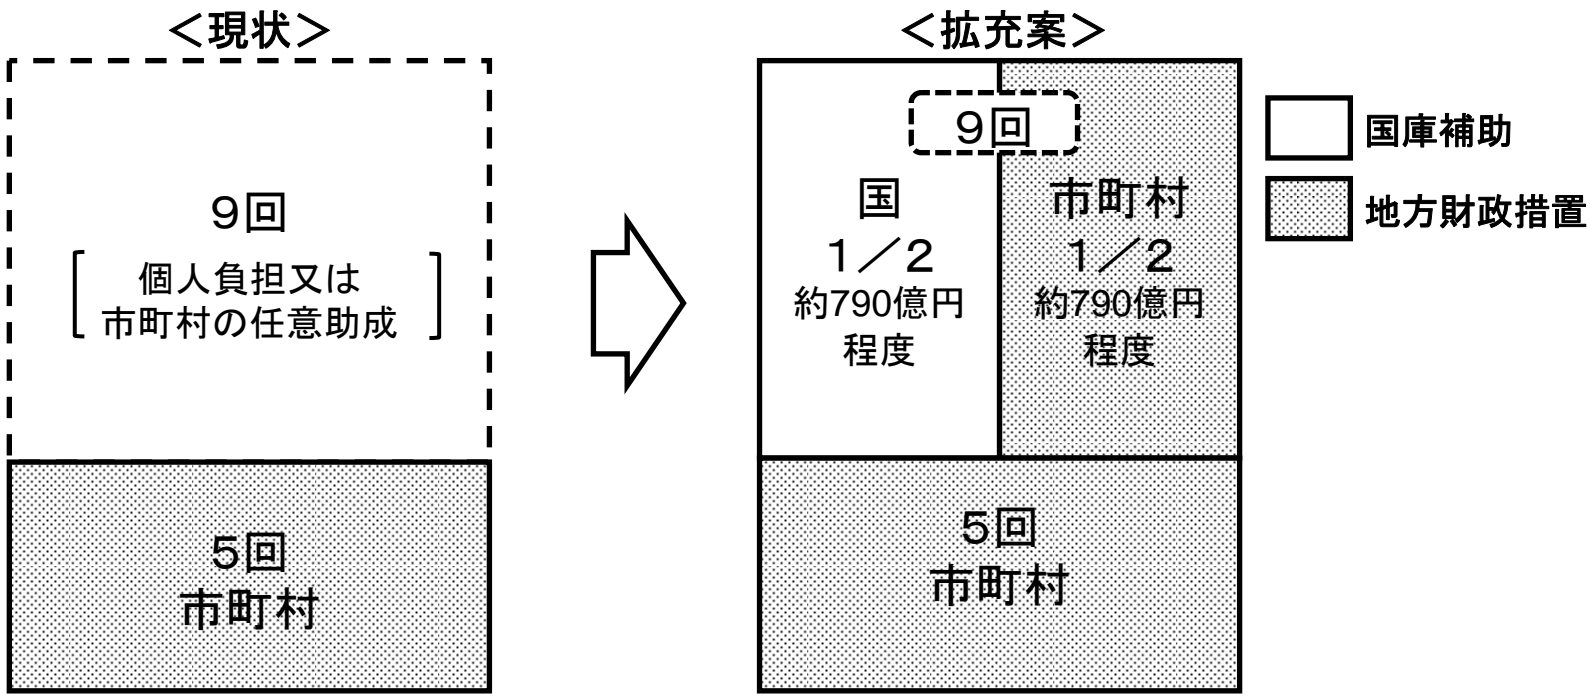 ＜現状＞
9回
個人負担又は
市町村の任意助成
5回
市町村
＜拡充案＞
9回
国
1／2
約790億円
程度
市町村
1／2
約790億円
程度
5回
市町村
国庫補助
地方財政措置